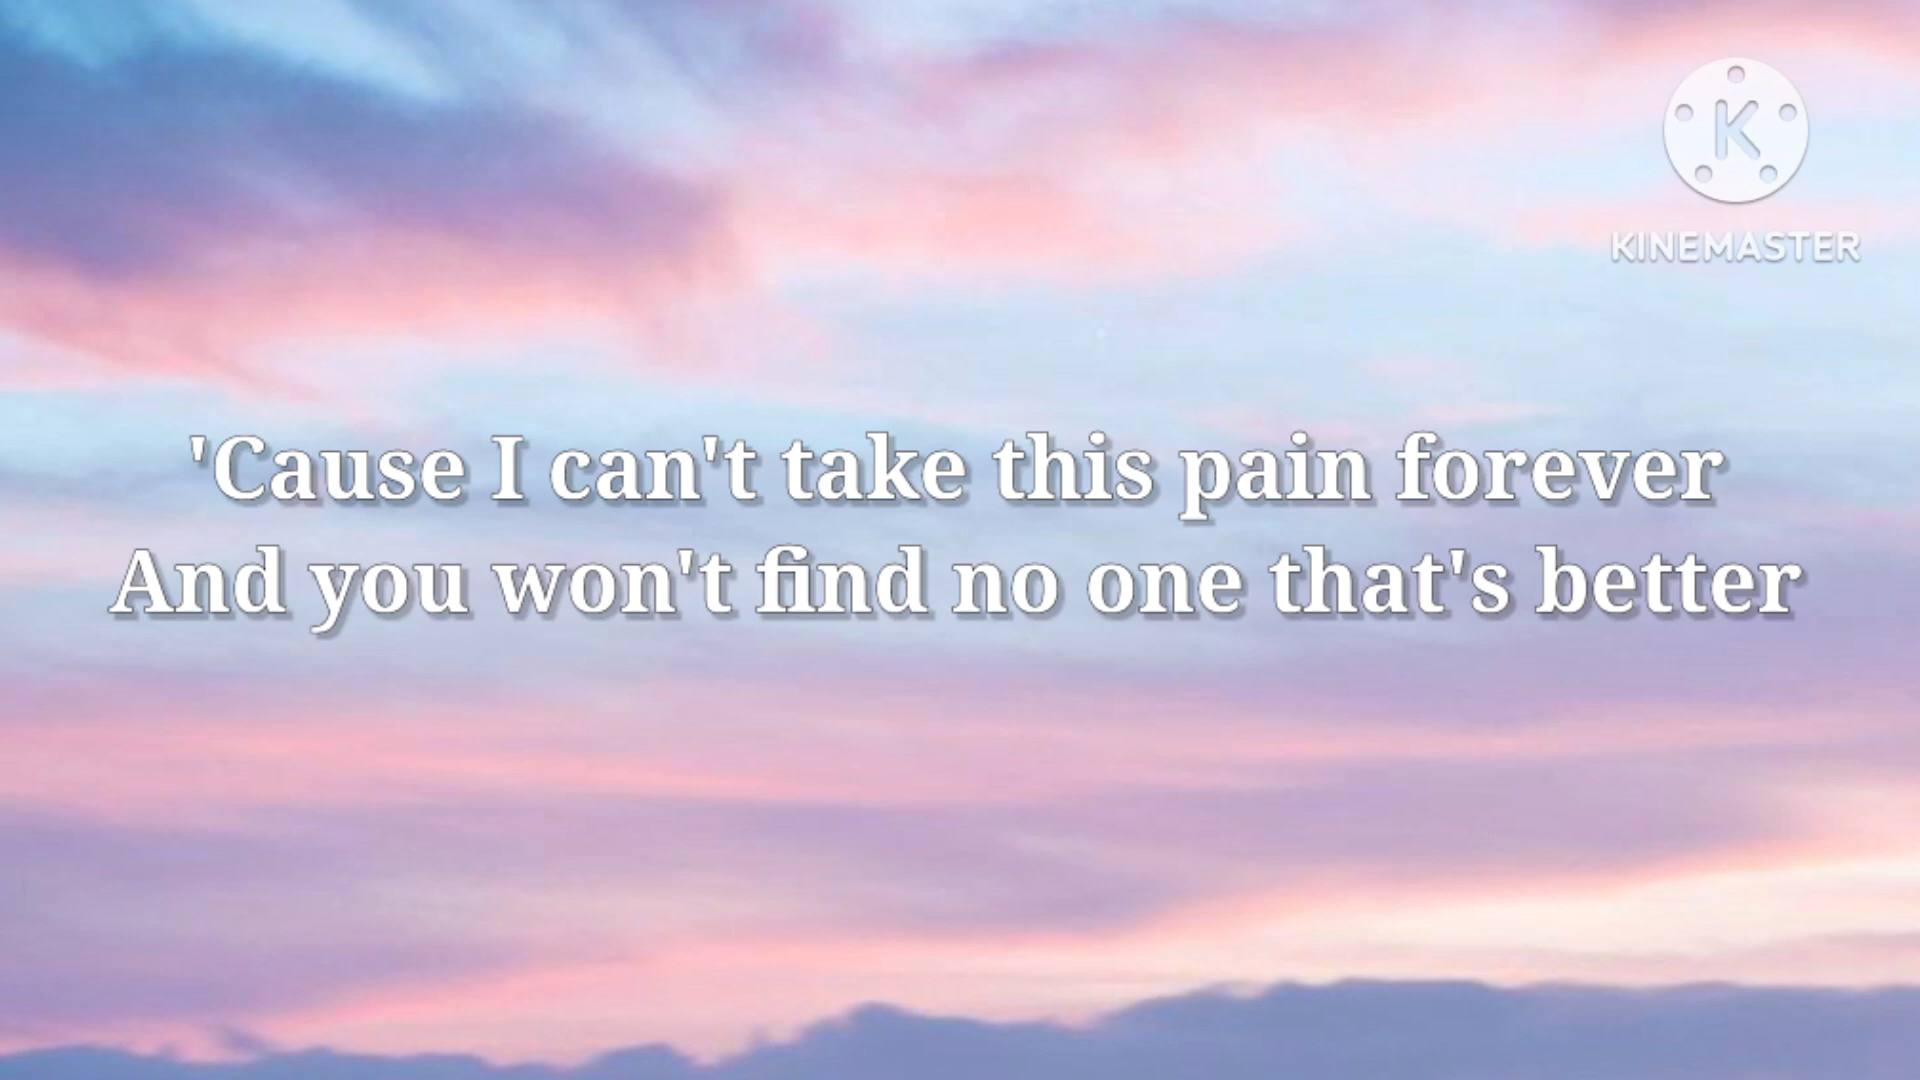 K
KINEMASTER
'Cause I can't take this pain forever
And you won't find no one that's better